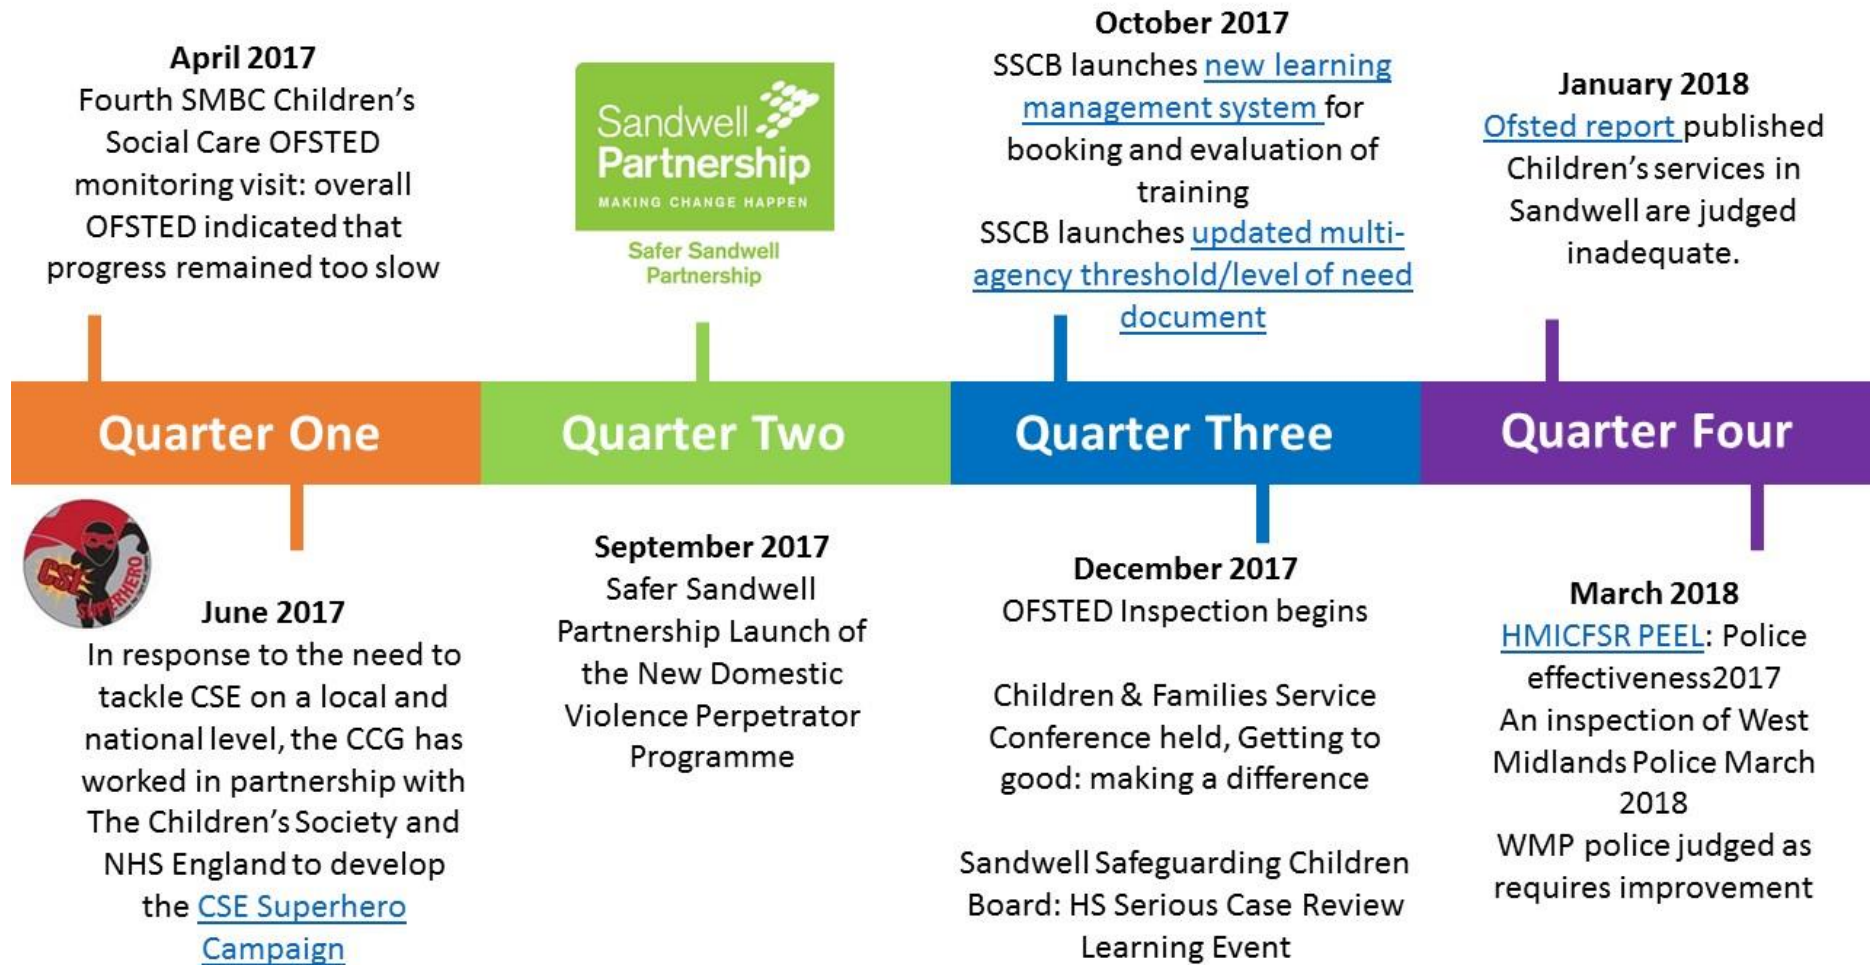 April 2017
Fourth SMBC Children's
Social Care OFSTED
monitoring visit: overall
OFSTED indicated that
progress remained too slow
Sandwell
Partnership
MAKING CHANGE HAPPEN
Safer Sandwell
Partnership
October 2017
SSCB launches new learning
management system for
booking and evaluation of
training
SSCB launches updated multi-
agency threshold/level of need
document
January 2018
Ofsted report published
Children's services in
Sandwell are judged
inadequate.
Quarter One
Quarter Two
Quarter Three
Quarter Four
CSE
SUPERHERO
June 2017
In response to the need to
tackle CSE on a local and
national level, the CCG has
worked in partnership with
The Children's Society and
NHS England to develop
the CSE Superhero
Campaign
September 2017
Safer Sandwell
Partnership Launch of
the New Domestic
Violence Perpetrator
Programme
December 2017
OFSTED Inspection begins
Children & Families Service
Conference held, Getting to
good: making a difference
Sandwell Safeguarding Children
Board: HS Serious Case Review
Learning Event
March 2018
HMICFSR PEEL: Police
effectiveness2017
An inspection of West
Midlands Police March
2018
WMP police judged as
requires improvement